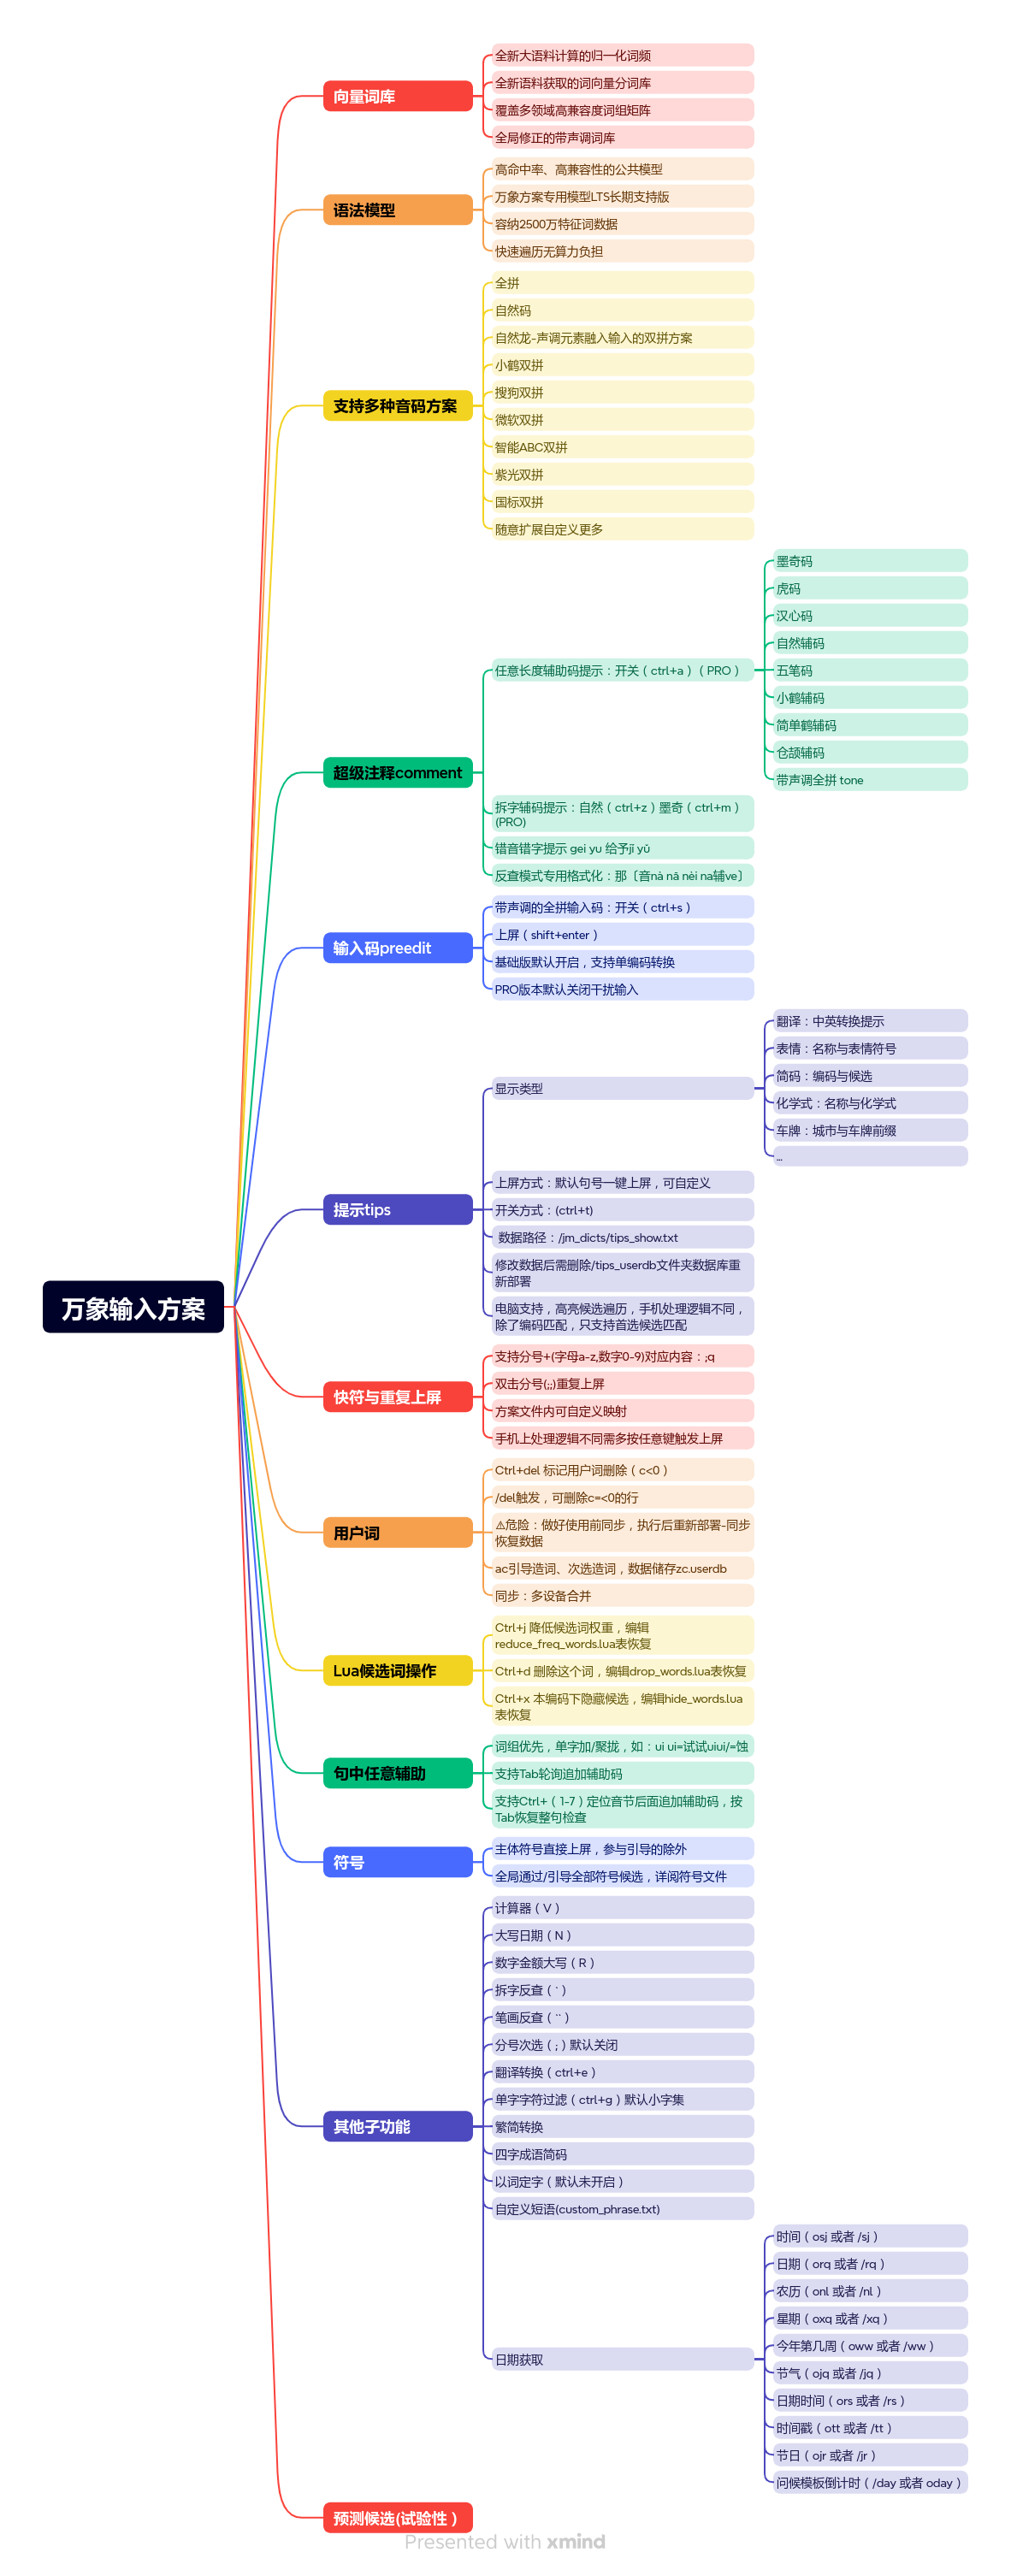 万象输入方案
向量词库
全新大语料计算的归一化词频
全新语料获取的词向量分词库
覆盖多领域高兼容度词组矩阵
全局修正的带声调词库
语法模型
高命中率、高兼容性的公共模型
万象方案专用模型LTS长期支持版
容纳2500万特征词数据
快速遍历无算力负担
支持多种音码方案
全拼
自然码
自然龙-声调元素融入输入的双拼方案
小鹤双拼
搜狗双拼
微软双拼
智能ABC双拼
紫光双拼
国标双拼
随意扩展自定义更多
超级注释comment
任意长度辅助码提示：开关（ctrl+a）（PRO）
墨奇码
虎码
汉心码
自然辅码
五笔码
小鹤辅码
简单鹤辅码
仓颉辅码
带声调全拼 tone
拆字辅码提示：自然（ctrl+z）墨奇（ctrl+m）
(PRO)
错音错字提示 gei yu 给予jǐ yǔ
反查模式专用格式化：那〔音nà nā nèi na辅ve〕
输入码preedit
带声调的全拼输入码：开关（ctrl+s）
上屏（shift+enter）
基础版默认开启，支持单编码转换
PRO版本默认关闭干扰输入
提示tips
显示类型
翻译：中英转换提示
表情：名称与表情符号
简码：编码与候选
化学式：名称与化学式
车牌：城市与车牌前缀
...
上屏方式：默认句号一键上屏，可自定义
开关方式：(ctrl+t)
数据路径：/jm_dicts/tips_show.txt
修改数据后需删除/tips_userdb文件夹数据库重
新部署
电脑支持，高亮候选遍历，手机处理逻辑不同，
除了编码匹配，只支持首选候选匹配
快符与重复上屏
支持分号+(字母a-z,数字0-9)对应内容：;q
双击分号(;;)重复上屏
方案文件内可自定义映射
手机上处理逻辑不同需多按任意键触发上屏
用户词
Ctrl+del 标记用户词删除（c<0）
/del触发，可删除c=<0的行
⚠危险：做好使用前同步，执行后重新部署-同步
恢复数据
ac引导造词、次选造词，数据储存zc.userdb
同步：多设备合并
Lua候选词操作
Ctrl+j 降低候选词权重，编辑
reduce_freq_words.lua表恢复
Ctrl+d 删除这个词，编辑drop_words.lua表恢复
Ctrl+x 本编码下隐藏候选，编辑hide_words.lua
表恢复
句中任意辅助
词组优先，单字加/聚拢，如：ui ui=试试uiui/=蚀
支持Tab轮询追加辅助码
支持Ctrl+（1-7）定位音节后面追加辅助码，按
Tab恢复整句检查
符号
主体符号直接上屏，参与引导的除外
全局通过/引导全部符号候选，详阅符号文件
其他子功能
计算器（V）
大写日期（N）
数字金额大写（R）
拆字反查（`）
笔画反查（``）
分号次选（;）默认关闭
翻译转换（ctrl+e）
单字字符过滤（ctrl+g）默认小字集
繁简转换
四字成语简码
以词定字（默认未开启）
自定义短语(custom_phrase.txt)
日期获取
时间（osj 或者 /sj）
日期（orq 或者 /rq）
农历（onl 或者 /nl）
星期（oxq 或者 /xq）
今年第几周（oww 或者 /ww）
节气（ojq 或者 /jq）
日期时间（ors 或者 /rs）
时间戳（ott 或者 /tt）
节日（ojr 或者 /jr）
问候模板倒计时（/day 或者 oday）
预测候选(试验性）
Presented with xmind